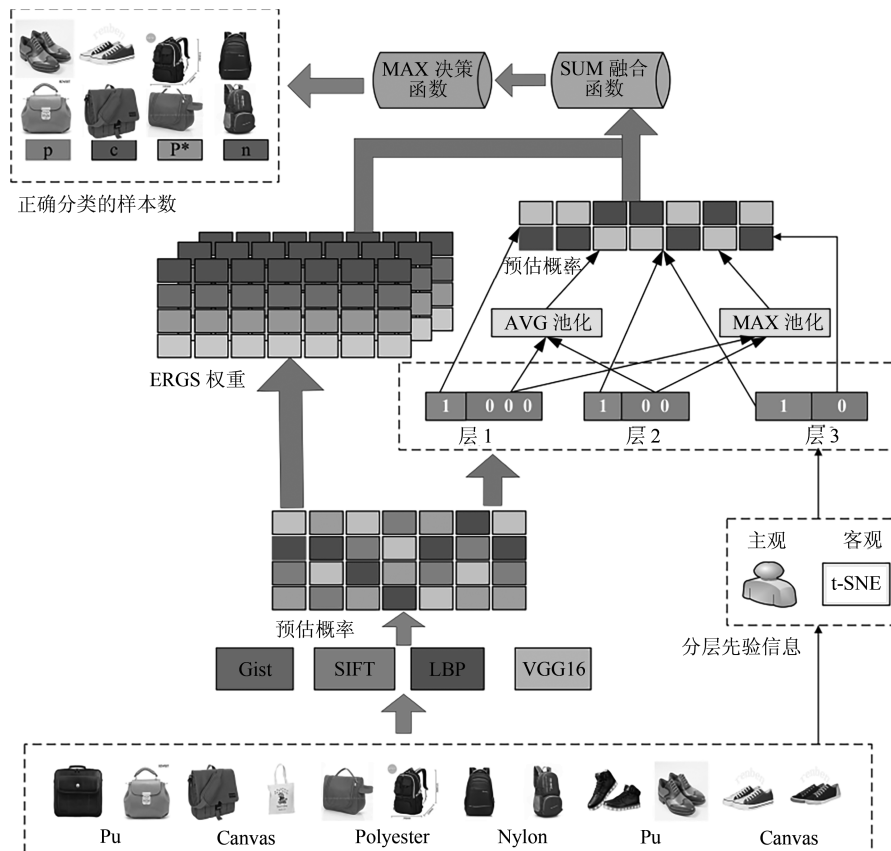 MAX 决策
函数
SUM 融合
函数
p
c
P*
n
正确分类的样本数
预估概率
AVG 池化
MAX 池化
ERGS 权重
1 0 0 0
1 0 0
1 0
层 1
层 2
层 3
主观
客观
t-SNE
预估概率
分层先验信息
Gist
SIFT
LBP
VGG16
Pu
Canvas
Polyester
Nylon
Pu
Canvas